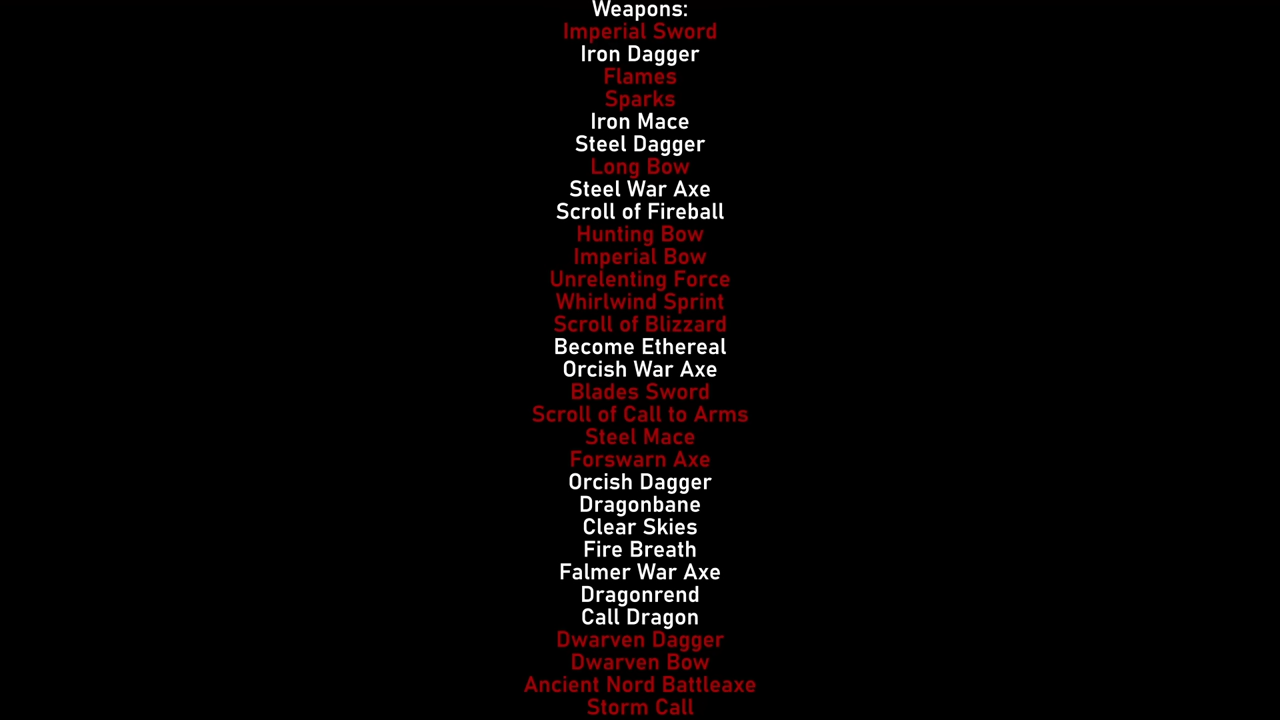 Weapons:
Imperial Sword
Iron Dagger
Flames
Sparks
Iron Mace
Steel Dagger
Long Bow
Steel War Axe
Scroll of Fireball
Hunting Bow
Imperial Bow
Unrelenting Force
Whirlwind Sprint
Scroll of Blizzard
Become Ethereal
Orcish War Axe
Blades Sword
Scroll of Call to Arms
Steel Mace
Forswarn Axe
Orcish Dagger
Dragonbane
Clear Skies
Fire Breath
Falmer War Axe
Dragonrend
Call Dragon
Dwarven Dagger
Dwarven Bow
Ancient Nord Battleaxe
Storm Call